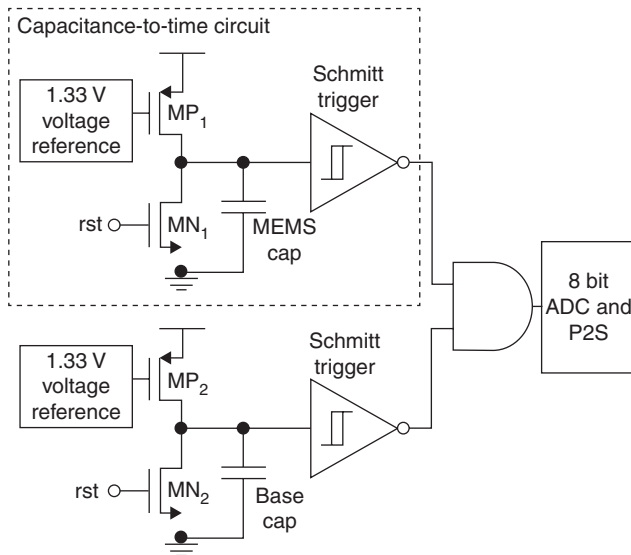 Capacitance-to-time circuit
1.33 V
voltage
reference
MP₁
Schmitt
trigger
rst
MN₁
MEMS
cap
8 bit
ADC and
P2S
1.33 V
voltage
reference
MP₂
Schmitt
trigger
rst
MN₂
Base
cap